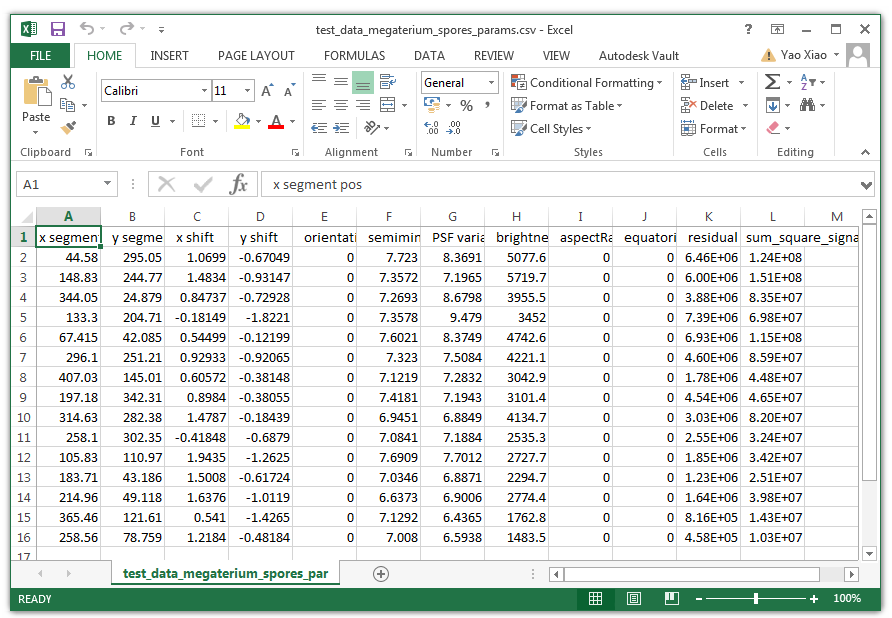 test_data_megaterium_spores_params.csv - Excel
FILE HOME INSERT PAGE LAYOUT FORMULAS DATA REVIEW VIEW Autodesk Vault Yao Xiao
Calibri 11 General Conditional Formatting Insert
Paste Format as Table Delete
B I U A % , Cell Styles Format
Clipboard Font Alignment Number Styles Cells Editing
A1 fx x segment pos
A B C D E F G H I J K L M
1 x segment y segme x shift y shift orientati semimin PSF varia brightne aspectRa equatori residual sum_square_signa
2 44.58 295.05 1.0699 -0.67049 0 7.723 8.3691 5077.6 0 0 6.46E+06 1.24E+08
3 148.83 244.77 1.4834 -0.93147 0 7.3572 7.1965 5719.7 0 0 6.00E+06 1.51E+08
4 344.05 24.879 0.84737 -0.72928 0 7.2693 8.6798 3955.5 0 0 3.88E+06 8.35E+07
5 133.3 204.71 -0.18149 -1.8221 0 7.3578 9.479 3452 0 0 7.39E+06 6.98E+07
6 67.415 42.085 0.54499 -0.12199 0 7.6021 8.3749 4742.6 0 0 6.93E+06 1.15E+08
7 296.1 251.21 0.92933 -0.92065 0 7.323 7.5084 4221.1 0 0 4.60E+06 8.59E+07
8 407.03 145.01 0.60572 -0.38148 0 7.1219 7.2832 3042.9 0 0 1.78E+06 4.48E+07
9 197.18 342.31 0.8984 -0.38055 0 7.4181 7.1943 3101.4 0 0 4.54E+06 4.65E+07
10 314.63 282.38 1.4787 -0.18439 0 6.9451 6.8849 4134.7 0 0 3.03E+06 8.20E+07
11 258.1 302.35 -0.41848 -0.6879 0 7.0841 7.1884 2535.3 0 0 2.55E+06 3.24E+07
12 105.83 110.97 1.9435 -1.2625 0 7.6909 7.7012 2727.7 0 0 1.85E+06 3.42E+07
13 183.71 43.186 1.5008 -0.61724 0 7.0346 6.8871 2294.7 0 0 1.23E+06 2.51E+07
14 214.96 49.118 1.6376 -1.0119 0 6.6373 6.9006 2774.4 0 0 1.64E+06 3.98E+07
15 365.46 121.61 0.541 -1.4265 0 7.1292 6.4365 1762.8 0 0 8.16E+05 1.43E+07
16 258.56 78.759 1.2184 -0.48184 0 7.008 6.5938 1483.5 0 0 4.58E+05 1.03E+07
17
test_data_megaterium_spores_par
READY 100%